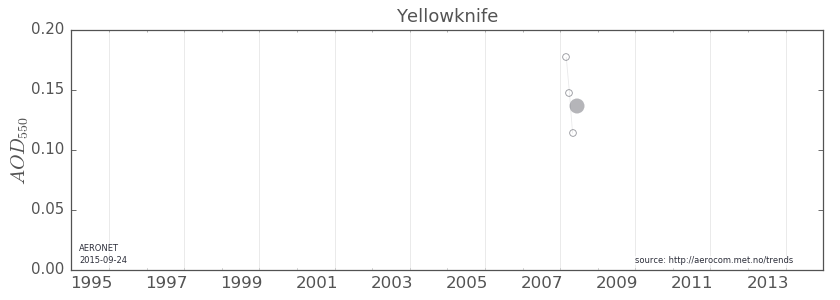 Yellowknife
0.20
0.15
0.10
0.05
0.00
AOD550
AERONET
2015-09-24
source: http://aerocom.met.no/trends
1995 1997 1999 2001 2003 2005 2007 2009 2011 2013